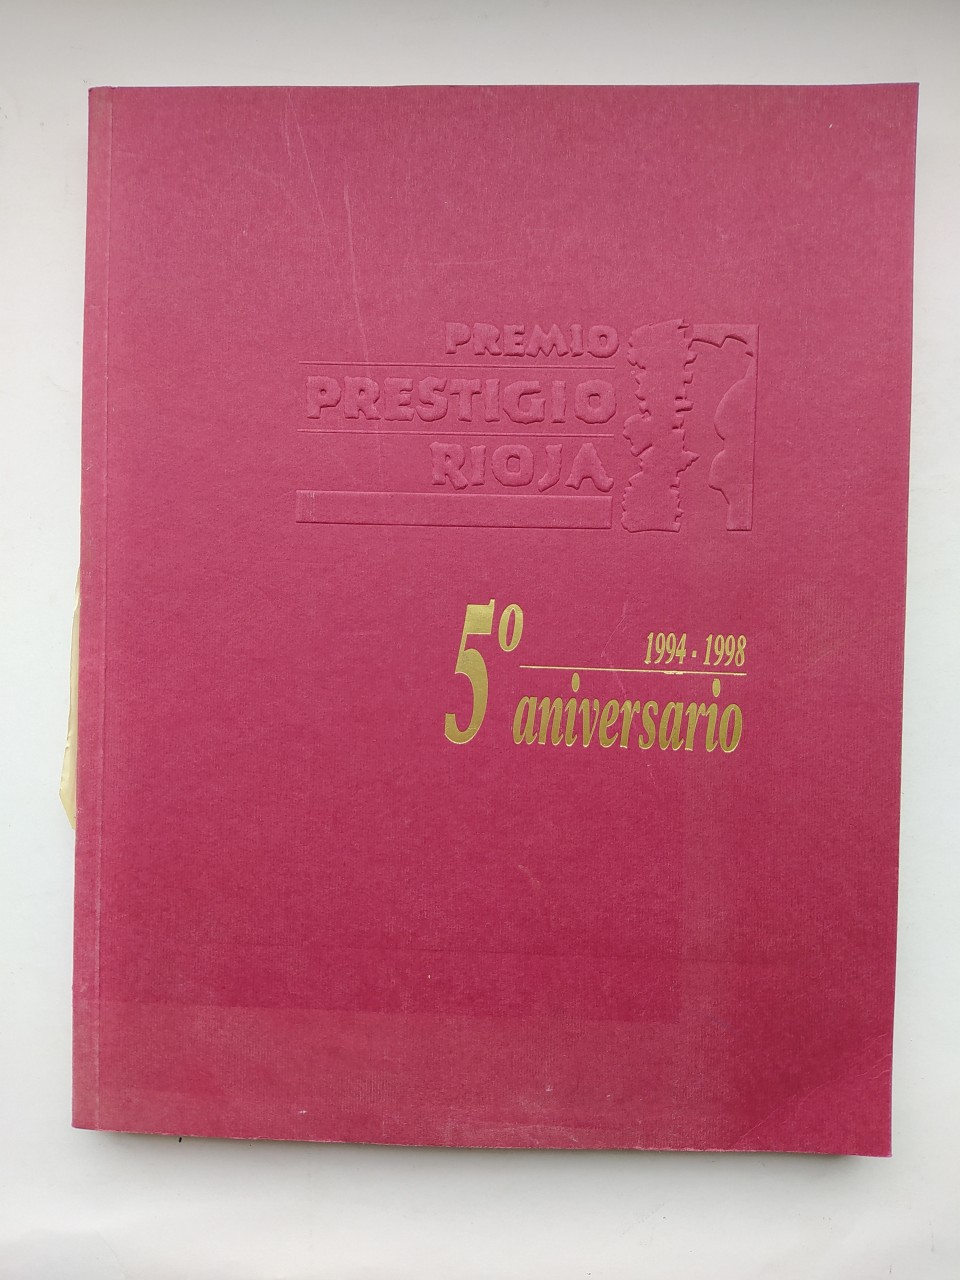 PREMIO
PRESTIGIO
RIOJA
5º
1994 - 1998
aniversario